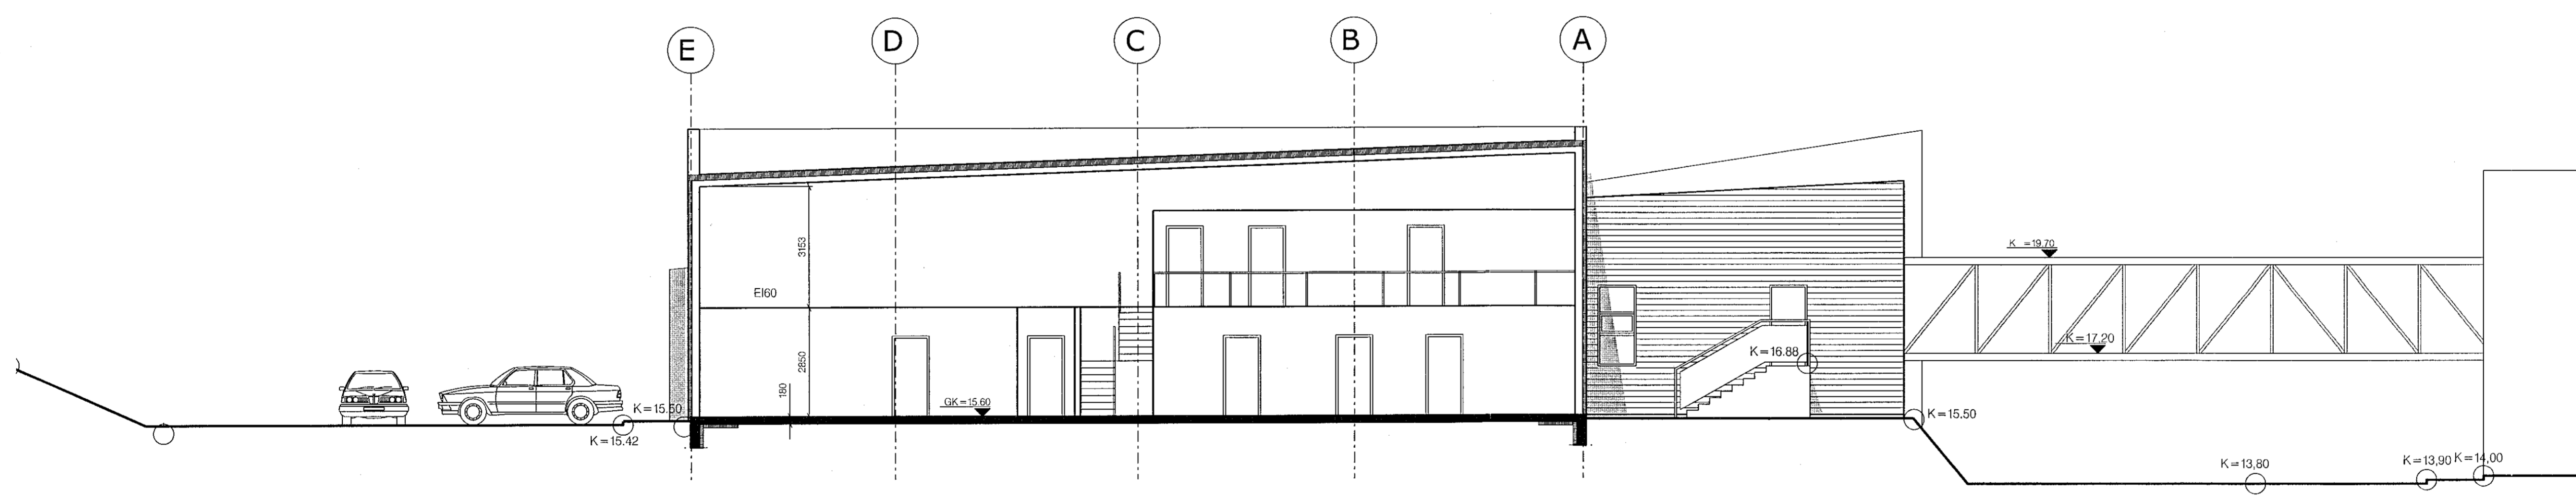 E
D
C
B
A
K =19.70
3153
EI60
K=17.20
K=16.88
2850
180
GK=15.60
K=15.50
K=15.42
K=15.50
K=13,80
K=13,90
K=14,00